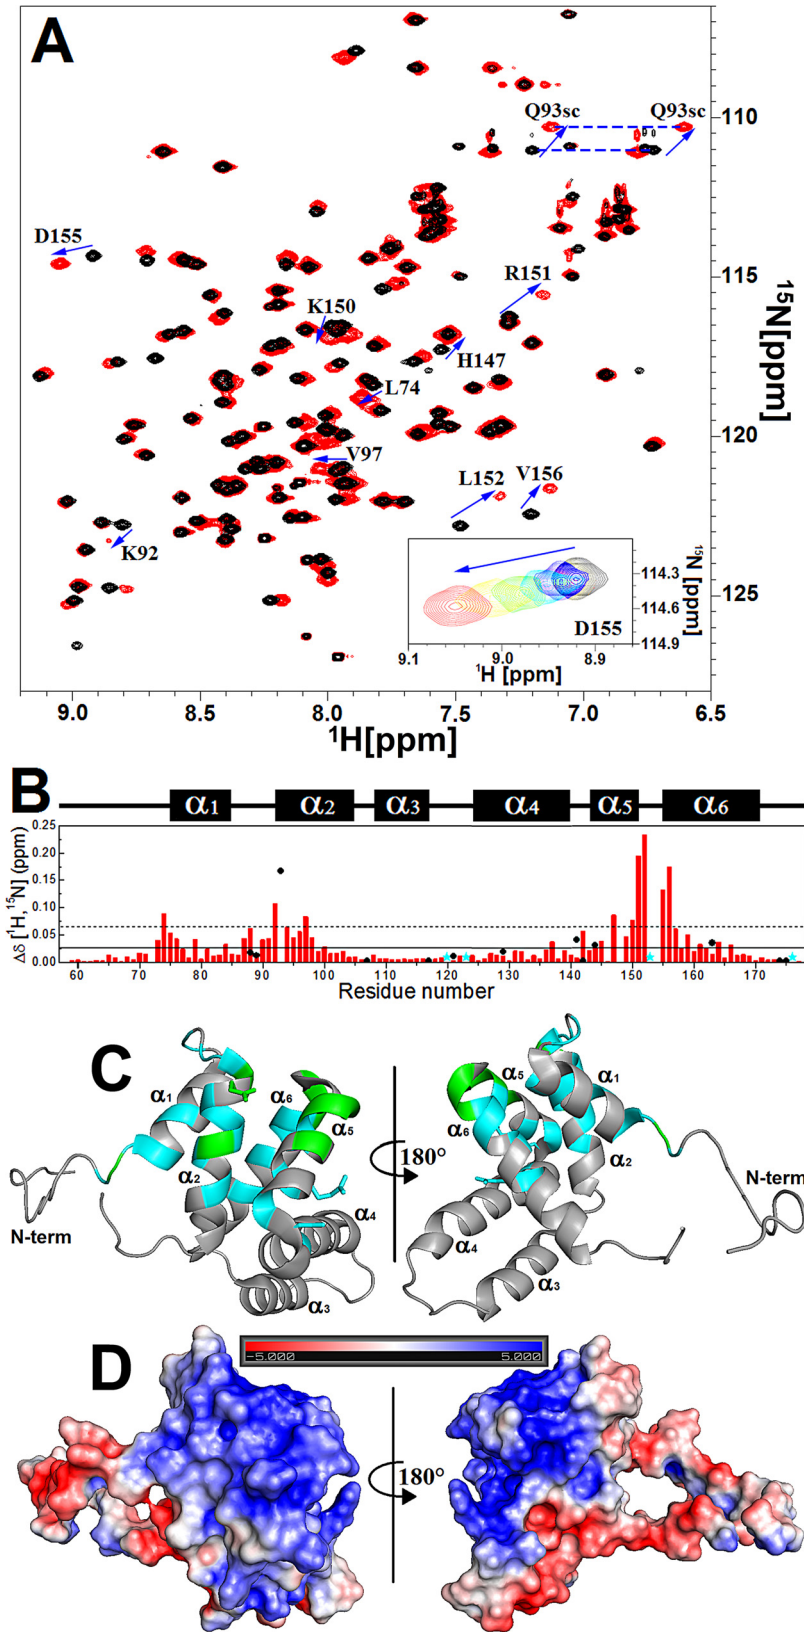 A
Q93sc Q93sc
110
D155
R151
115
K150
H147
L74
¹⁵N[ppm]
120
V97
L152 V156
K92
114.3
114.6
114.9
¹⁵N [ppm]
D155
9.1 9.0 8.9
¹H [ppm]
125
9.0 8.5 8.0 7.5 7.0 6.5
¹H[ppm]
B
α1 α2 α3 α4 α5 α6
Δδ [¹H,¹⁵N] (ppm)
0.25
0.20
0.15
0.10
0.05
0.00
60 70 80 90 100 110 120 130 140 150 160 170
Residue number
C
α1 α6 α5 α2 α4 α3
N-term
180°
α5 α1 α6 α2 α4 α3
N-term
-5.000 5.000
D
180°